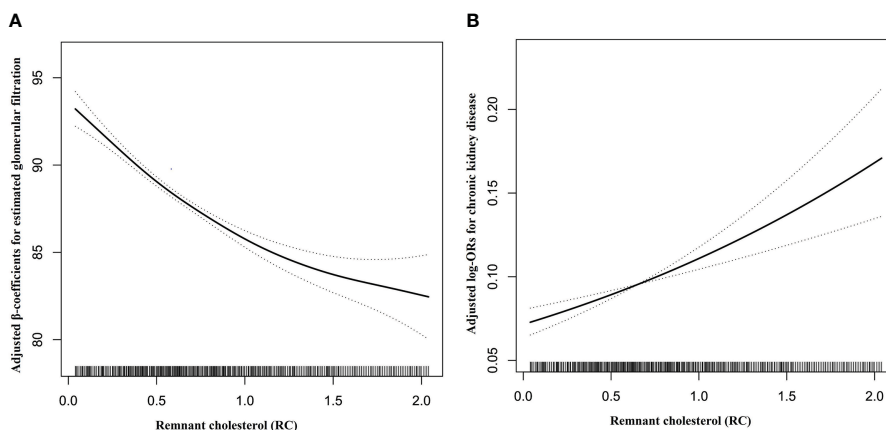 A
Adjusted β-coefficients for estimated glomerular filtration
95
90
85
80
0.0 0.5 1.0 1.5 2.0
Remnant cholesterol (RC)
B
Adjusted log-ORs for chronic kidney disease
0.20
0.15
0.10
0.05
0.0 0.5 1.0 1.5 2.0
Remnant cholesterol (RC)